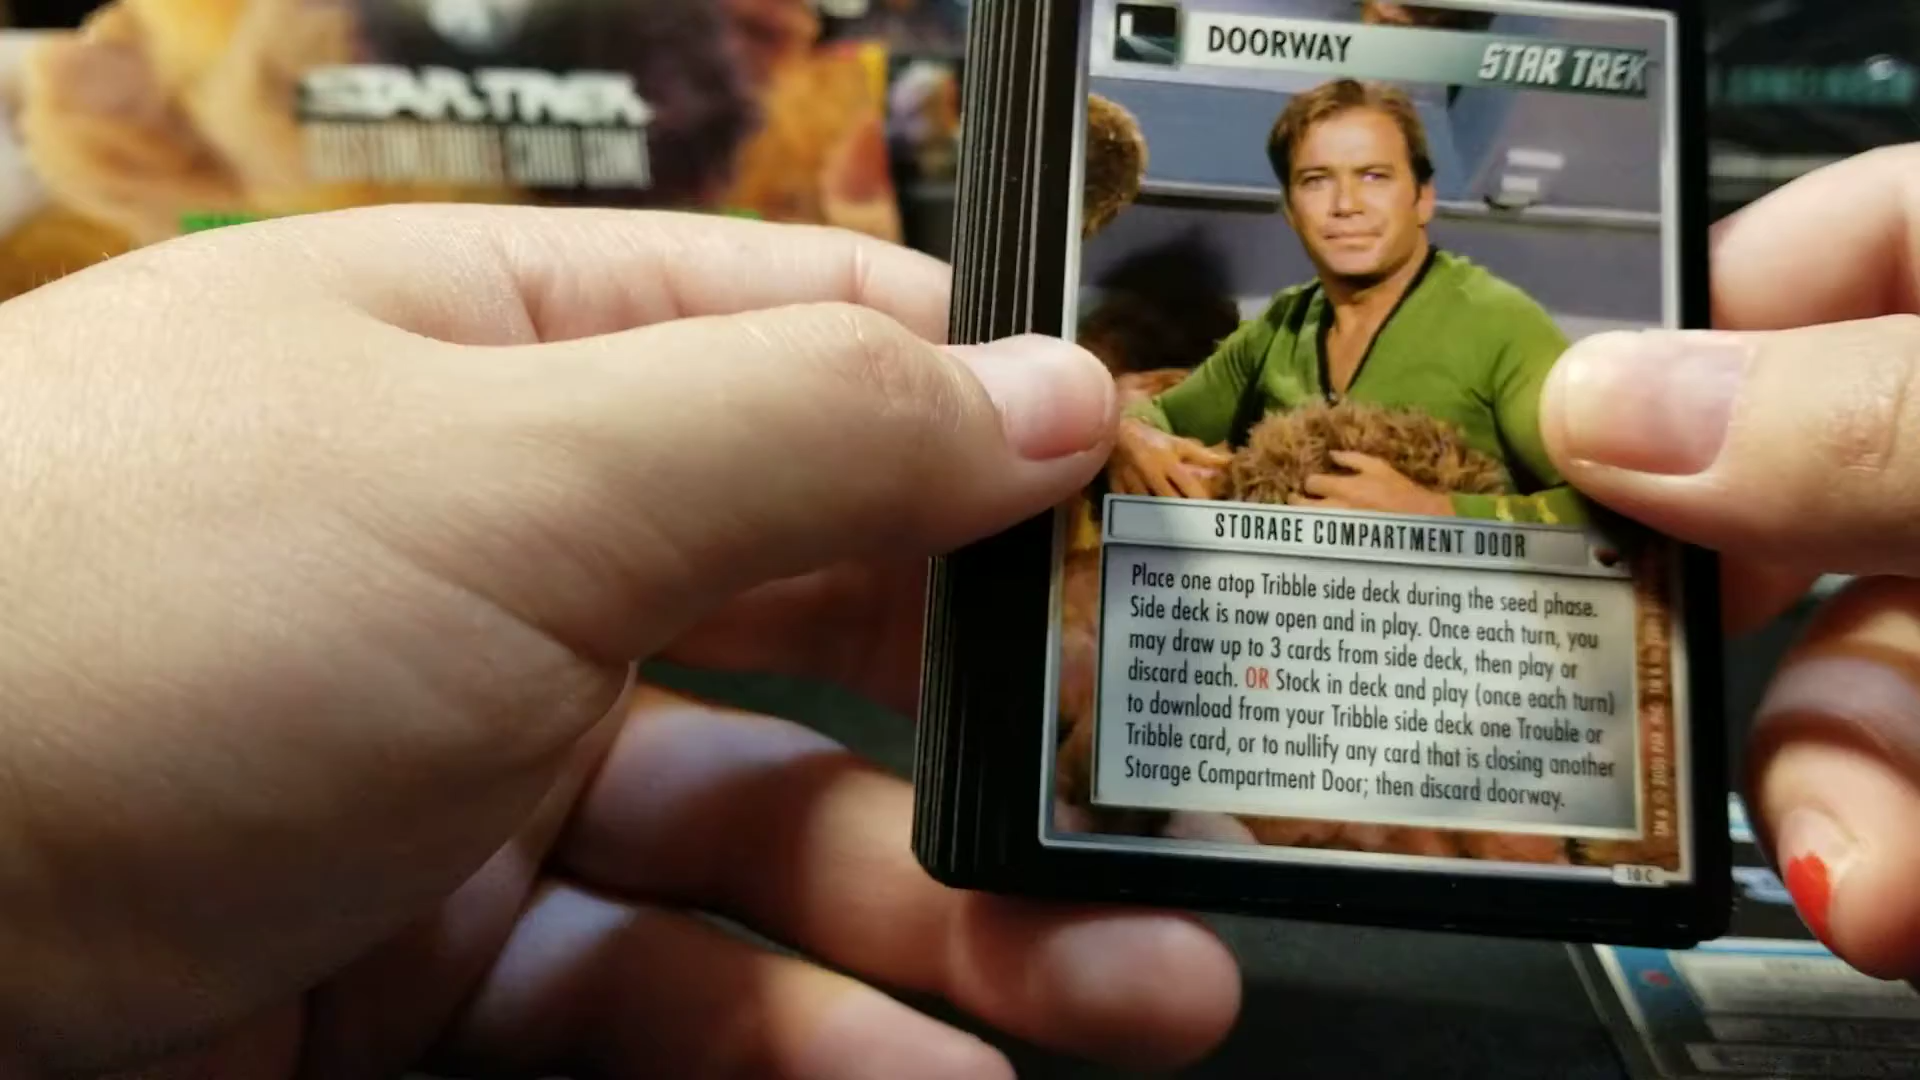 STAR TREK
CUSTOMIZABLE CARD GAME
DOORWAY
STAR TREK
STORAGE COMPARTMENT DOOR
Place one atop Tribble side deck during the seed phase.
Side deck is now open and in play. Once each turn, you
may draw up to 3 cards from side deck, then play or
discard each. OR Stock in deck and play (once each turn)
to download from your Tribble side deck one Trouble or
Tribble card, or to nullify any card that is closing another
Storage Compartment Door; then discard doorway.
10 C